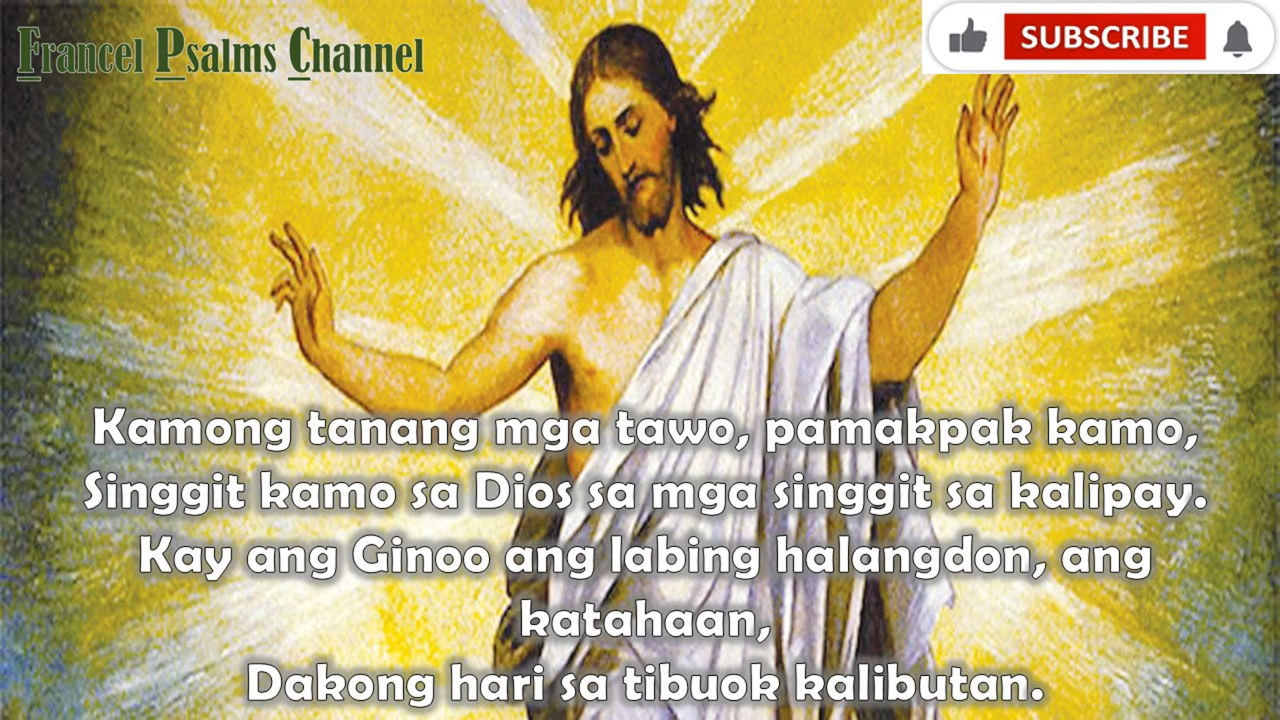 Francel Psalms Channel
SUBSCRIBE
Kamong tanang mga tawo, pamakpak kamo,
Singgit kamo sa Dios sa mga singgit sa kalipay.
Kay ang Ginoo ang labing halangdon, ang
katahaan,
Dakong hari sa tibuok kalibutan.